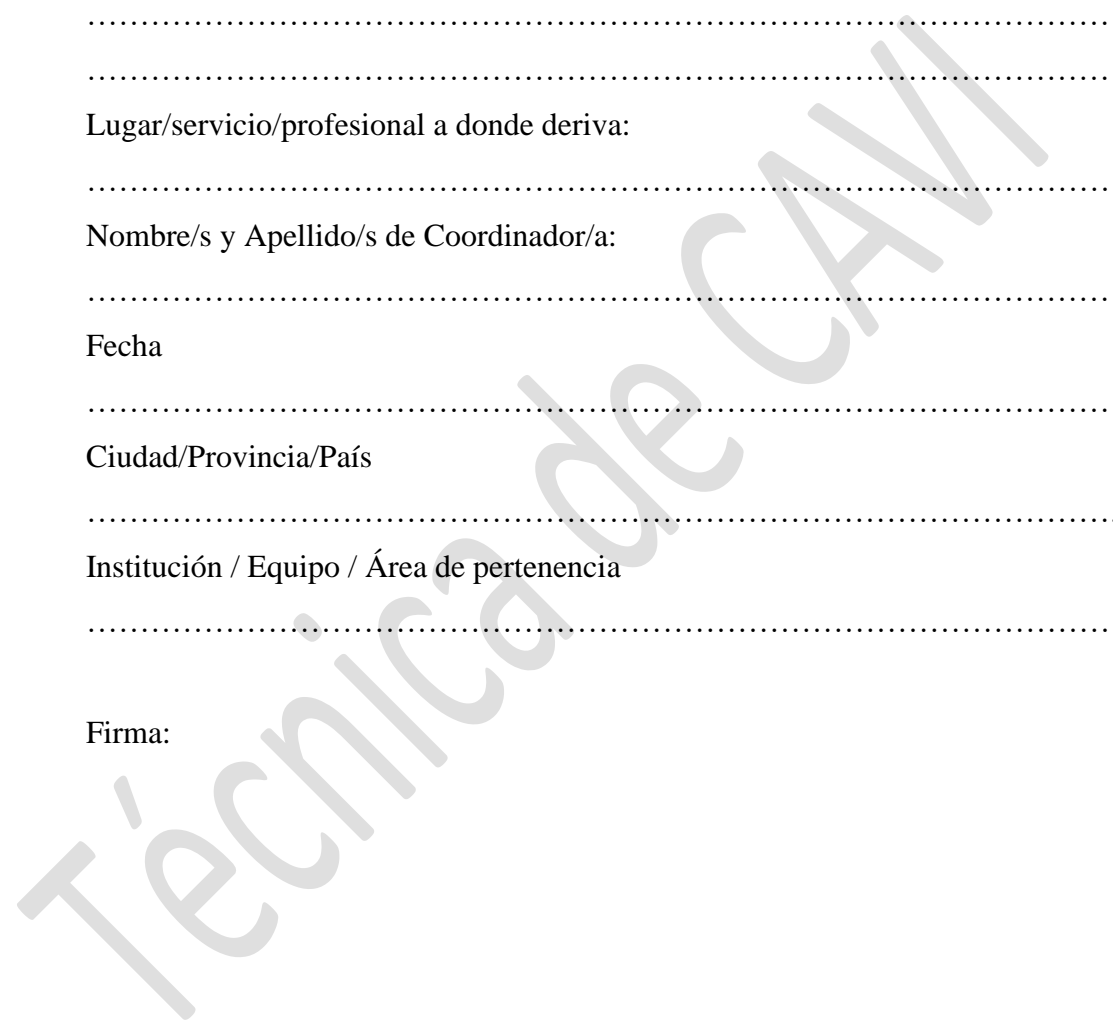 ……………………………………………………………………………………
……………………………………………………………………………………
Lugar/servicio/profesional a donde deriva:
……………………………………………………………………………………
Nombre/s y Apellido/s de Coordinador/a:
……………………………………………………………………………………
Fecha
……………………………………………………………………………………
Ciudad/Provincia/País
……………………………………………………………………………………
Institución / Equipo / Área de pertenencia
……………………………………………………………………………………
Firma:
Técnica de CAVI